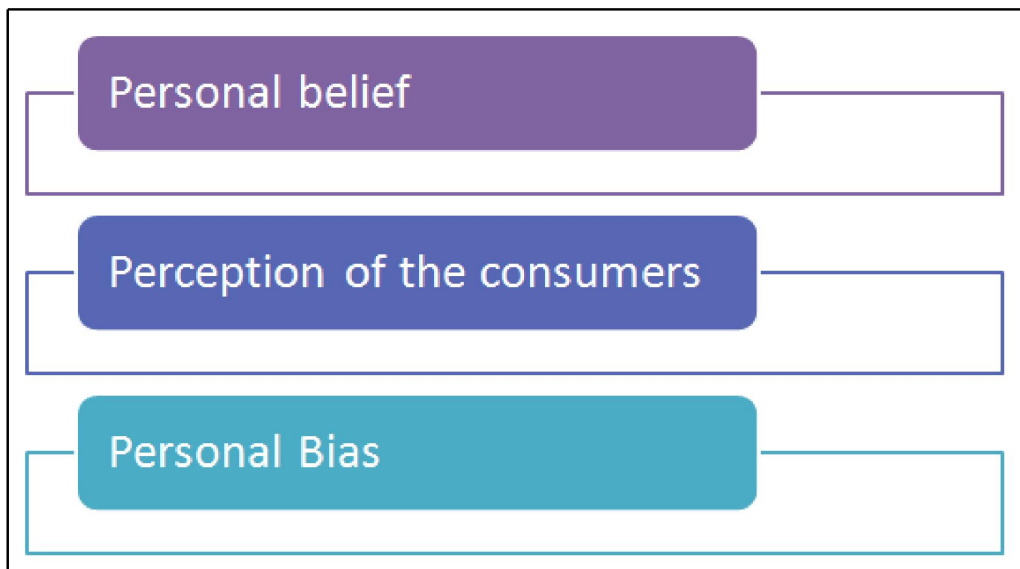 Personal belief
Perception of the consumers
Personal Bias